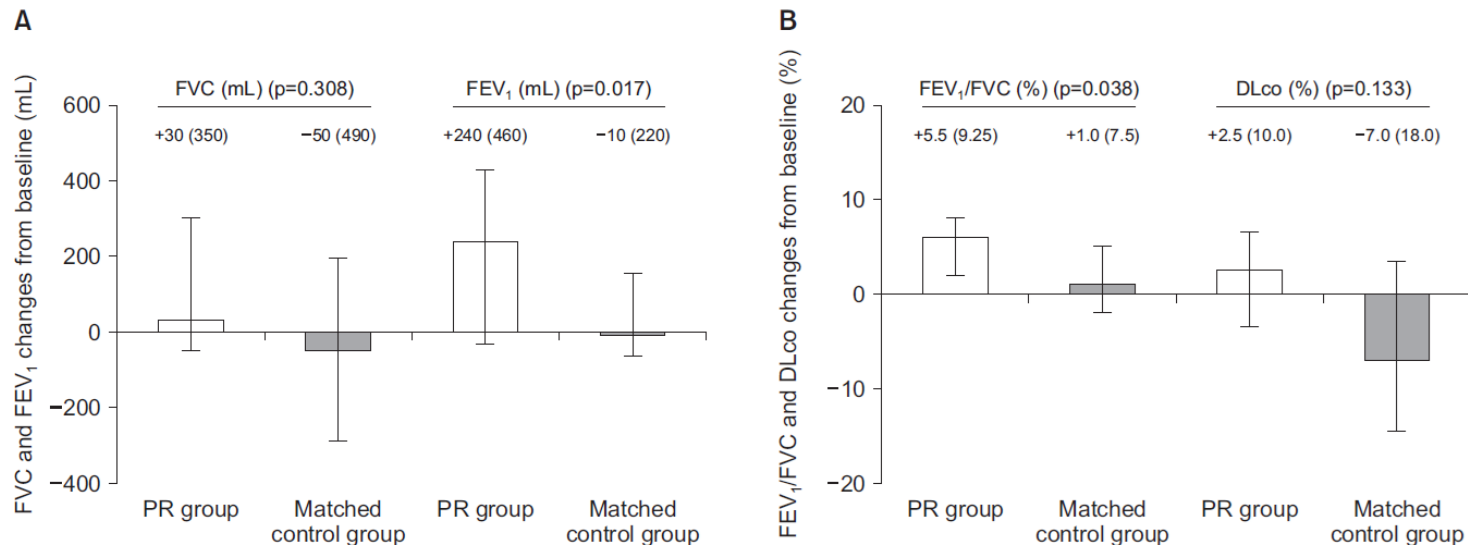 A
FVC and FEV₁ changes from baseline (mL)
FVC (mL) (p=0.308)
FEV₁ (mL) (p=0.017)
+30 (350)
−50 (490)
+240 (460)
−10 (220)
600
400
200
0
−200
−400
PR group
Matched
control group
PR group
Matched
control group
B
FEV₁/FVC and DLco changes from baseline (%)
FEV₁/FVC (%) (p=0.038)
DLco (%) (p=0.133)
+5.5 (9.25)
+1.0 (7.5)
+2.5 (10.0)
−7.0 (18.0)
20
10
0
−10
−20
PR group
Matched
control group
PR group
Matched
control group